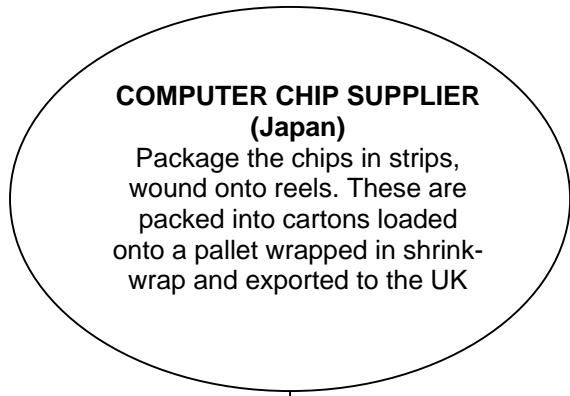 COMPUTER CHIP SUPPLIER
(Japan)
Package the chips in strips,
wound onto reels. These are
packed into cartons loaded
onto a pallet wrapped in shrink-
wrap and exported to the UK